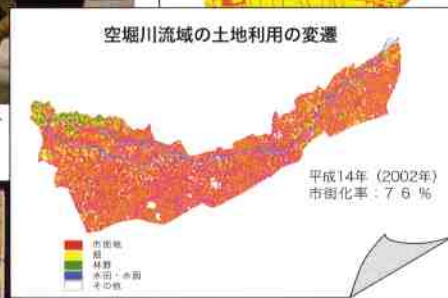 空堀川流域の土地利用の変遷
平成14年（2002年）
市街化率：７６％
市街地
畑
林野
水田・水面
その他